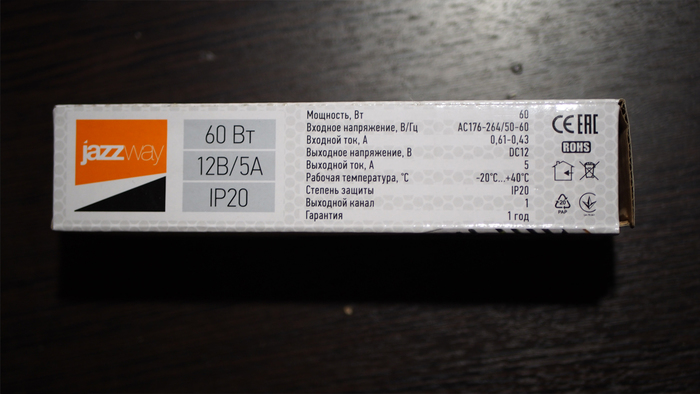 jazzway
60 Вт
12В/5А
IP20
Мощность, Вт 60
Входное напряжение, В/Гц AC176-264/50-60
Входной ток, А 0,61-0,43
Выходное напряжение, В DC12
Выходной ток, А 5
Рабочая температура, °С -20°С...+40°С
Степень защиты IP20
Выходной канал 1
Гарантия 1 год
CE EAC
ROHS
20
PAP